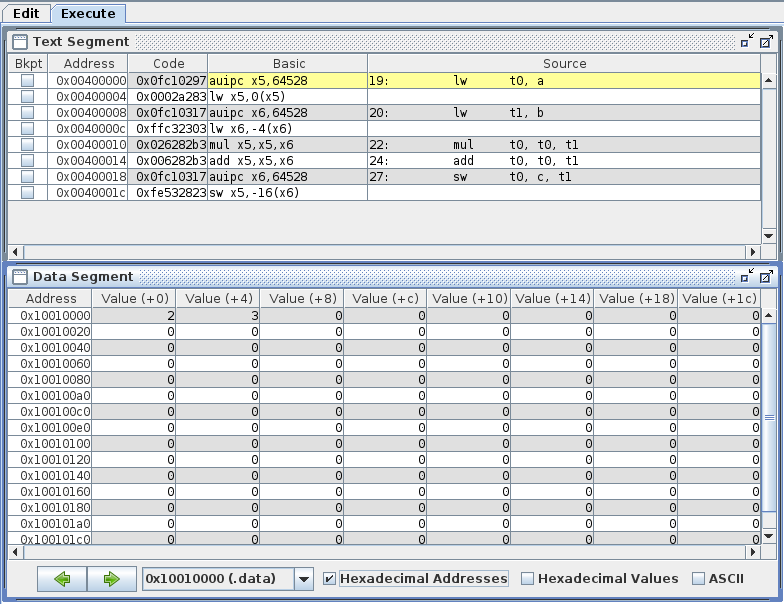 Edit Execute
Text Segment
Bkpt Address Code Basic Source
0x00400000 0x0fc10297 auipc x5,64528 19: lw t0, a
0x00400004 0x0002a283 lw x5,0(x5)
0x00400008 0x0fc10317 auipc x6,64528 20: lw t1, b
0x0040000c 0xffc32303 lw x6,-4(x6)
0x00400010 0x026282b3 mul x5,x5,x6 22: mul t0, t0, t1
0x00400014 0x006282b3 add x5,x5,x6 24: add t0, t0, t1
0x00400018 0x0fc10317 auipc x6,64528 27: sw t0, c, t1
0x0040001c 0xfe532823 sw x5,-16(x6)
Data Segment
Address Value (+0) Value (+4) Value (+8) Value (+c) Value (+10) Value (+14) Value (+18) Value (+1c)
0x10010000 2 3 0 0 0 0 0 0
0x10010020 0 0 0 0 0 0 0 0
0x10010040 0 0 0 0 0 0 0 0
0x10010060 0 0 0 0 0 0 0 0
0x10010080 0 0 0 0 0 0 0 0
0x100100a0 0 0 0 0 0 0 0 0
0x100100c0 0 0 0 0 0 0 0 0
0x100100e0 0 0 0 0 0 0 0 0
0x10010100 0 0 0 0 0 0 0 0
0x10010120 0 0 0 0 0 0 0 0
0x10010140 0 0 0 0 0 0 0 0
0x10010160 0 0 0 0 0 0 0 0
0x10010180 0 0 0 0 0 0 0 0
0x100101a0 0 0 0 0 0 0 0 0
0x100101c0 0 0 0 0 0 0 0 0
0x10010000 (.data) Hexadecimal Addresses Hexadecimal Values ASCII